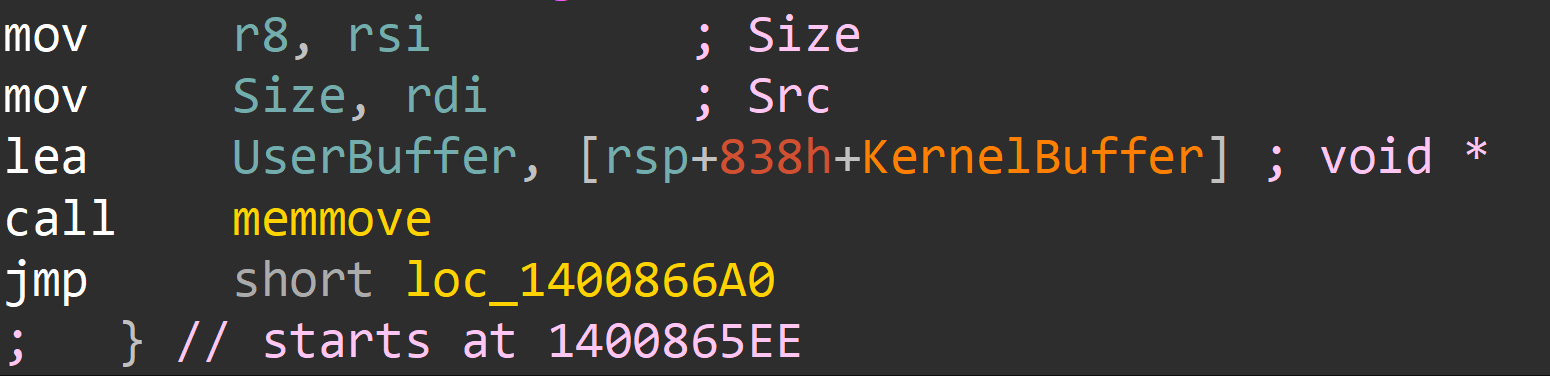 mov r8, rsi ; Size
mov Size, rdi ; Src
lea UserBuffer, [rsp+838h+KernelBuffer] ; void *
call memmove
jmp short loc_1400866A0
; } // starts at 1400865EE